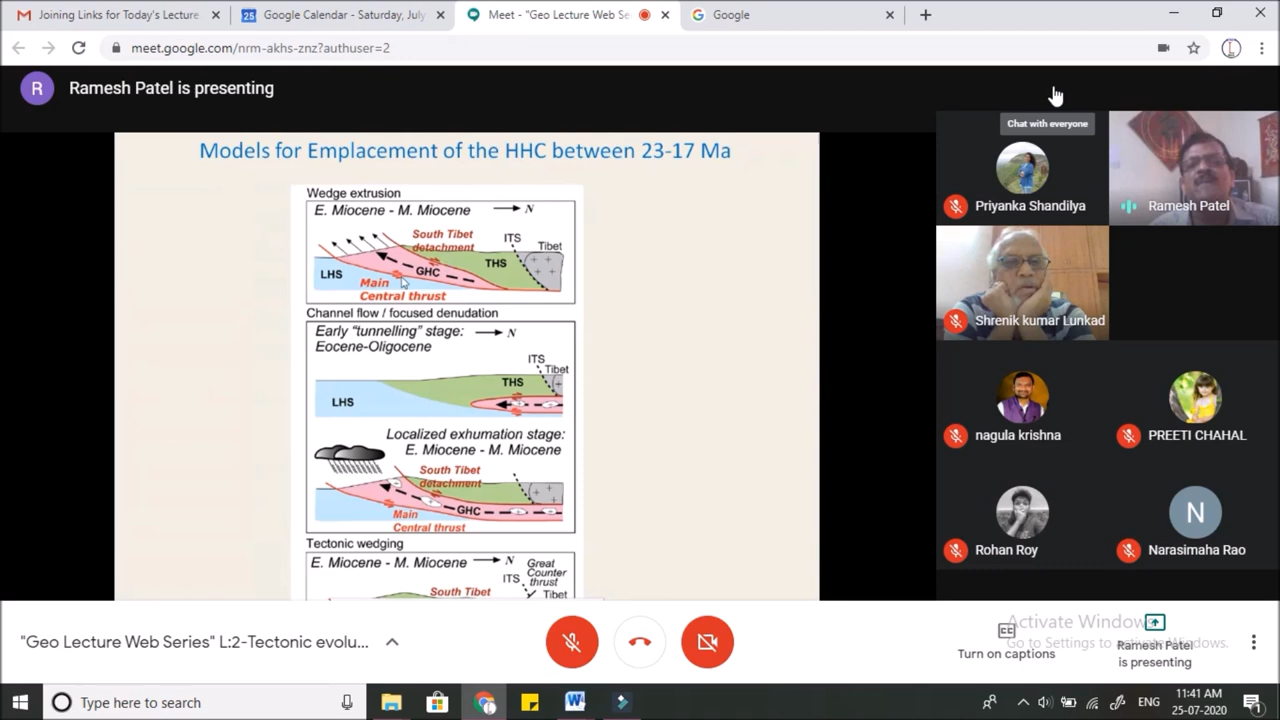 Joining Links for Today's Lecture
Google Calendar - Saturday, July
Meet - "Geo Lecture Web Se
Google
meet.google.com/nrm-akhs-znz?authuser=2
R
Ramesh Patel is presenting
Models for Emplacement of the HHC between 23-17 Ma
Wedge extrusion
E. Miocene - M. Miocene
N
South Tibet
detachment
ITS
Tibet
THS
LHS
GHC
Main
Central thrust
Channel flow / focused denudation
Early "tunnelling" stage:
Eocene-Oligocene
N
ITS
Tibet
THS
LHS
Localized exhumation stage:
E. Miocene - M. Miocene
South Tibet
detachment
GHC
Main
Central thrust
Tectonic wedging
E. Miocene - M. Miocene
N
Great
Counter
thrust
ITS
Tibet
South Tibet
Chat with everyone
Priyanka Shandilya
Ramesh Patel
Shrenik kumar Lunkad
nagula krishna
PREETI CHAHAL
Rohan Roy
N
Narasimaha Rao
"Geo Lecture Web Series" L:2-Tectonic evolu...
Activate Windows
Go to Settings to activate Windows.
CC
Turn on captions
Ramesh Patel
is presenting
Type here to search
W
ENG
11:41 AM
25-07-2020
1